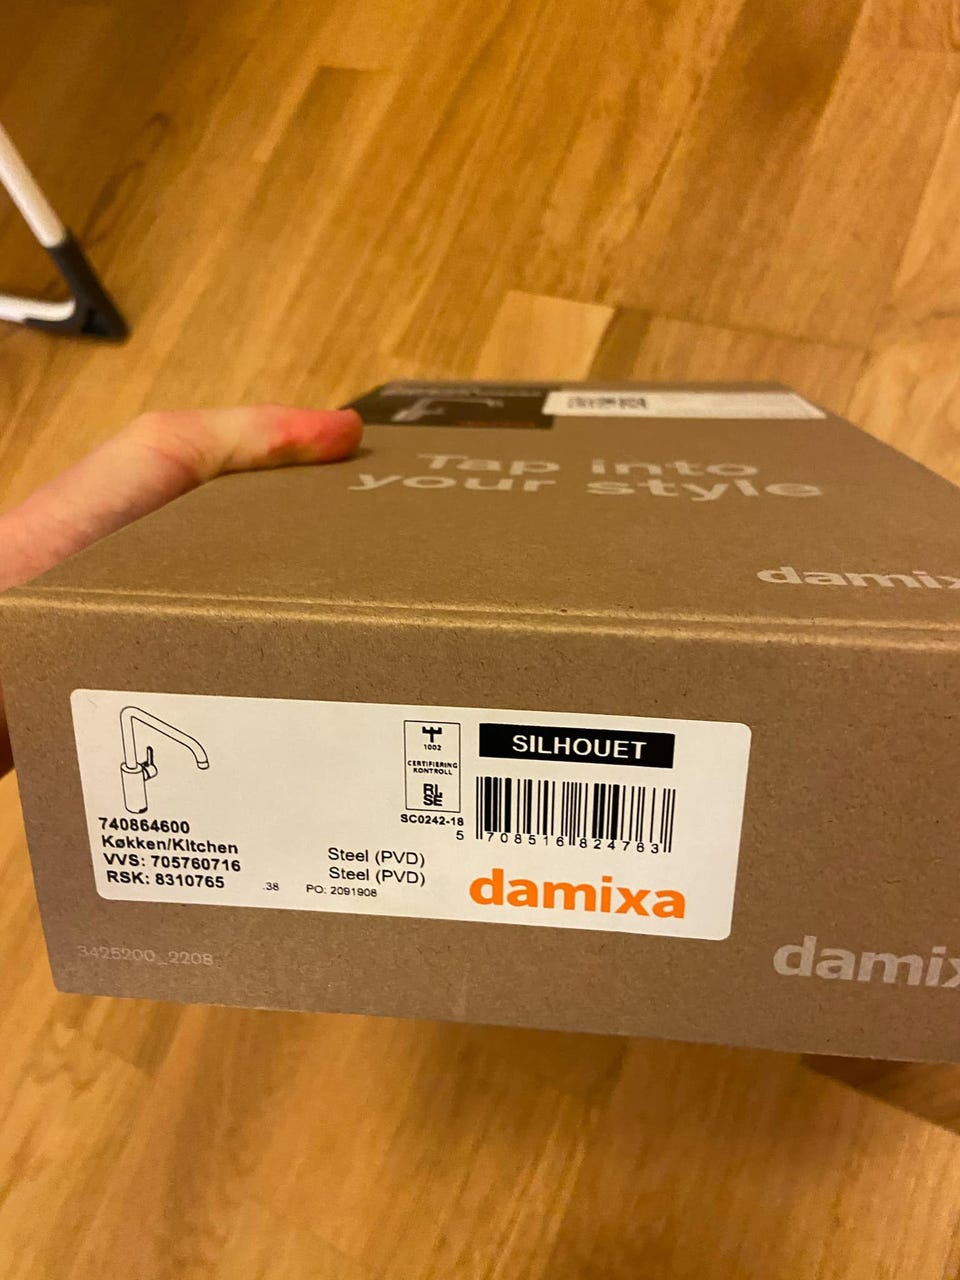 Tap into
your style
damix
1002
CERTIFIERING
KONTROLL
RI.
SE
SC0242-18
SILHOUET
5 708516 824763
740864600
Køkken/Kitchen
VVS: 705760716
RSK: 8310765
.38
Steel (PVD)
Steel (PVD)
PO: 2091908
damixa
3425200_2208
damix